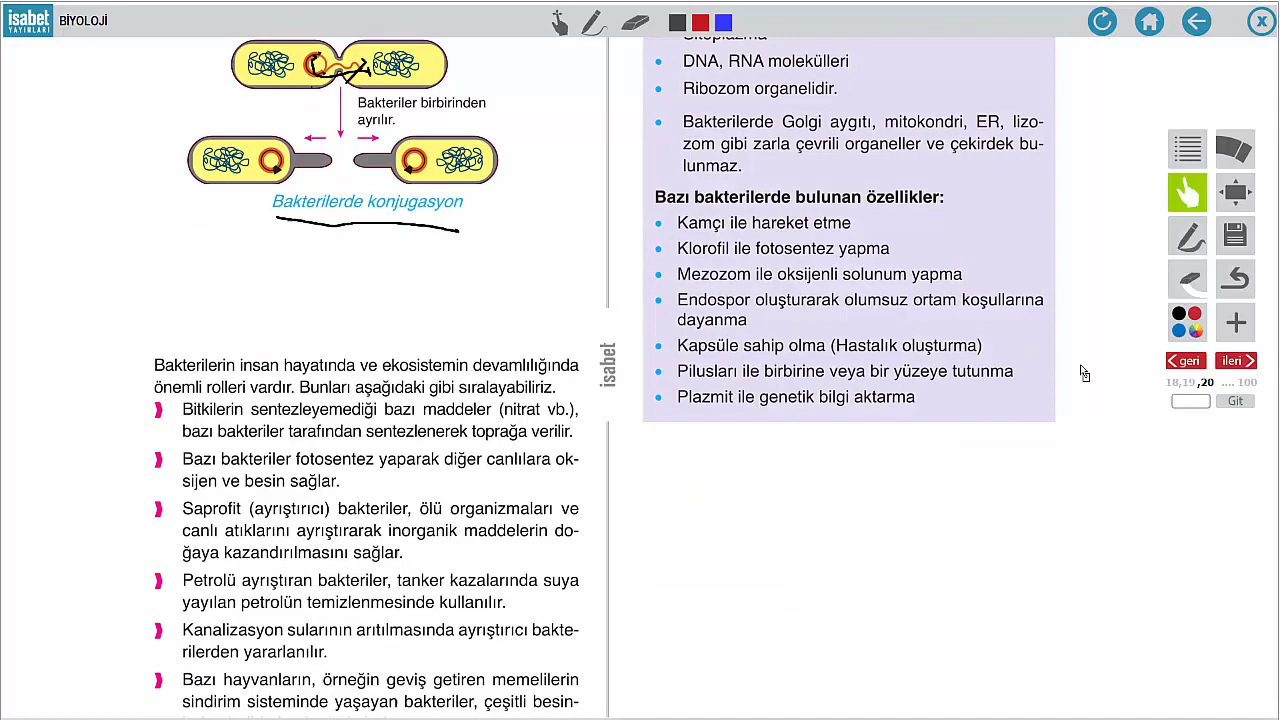 isabet
YAYINLARI
BİYOLOJİ
Bakteriler birbirinden
ayrılır.
Bakterilerde konjugasyon
Bakterilerin insan hayatında ve ekosistemin devamlılığında
önemli rolleri vardır. Bunları aşağıdaki gibi sıralayabiliriz.
Bitkilerin sentezleyemediği bazı maddeler (nitrat vb.),
bazı bakteriler tarafından sentezlenerek toprağa verilir.
Bazı bakteriler fotosentez yaparak diğer canlılara ok-
sijen ve besin sağlar.
Saprofit (ayrıştırıcı) bakteriler, ölü organizmaları ve
canlı atıklarını ayrıştırarak inorganik maddelerin do-
ğaya kazandırılmasını sağlar.
Petrolü ayrıştıran bakteriler, tanker kazalarında suya
yayılan petrolün temizlenmesinde kullanılır.
Kanalizasyon sularının arıtılmasında ayrıştırıcı bakte-
rilerden yararlanılır.
Bazı hayvanların, örneğin geviş getiren memelilerin
sindirim sisteminde yaşayan bakteriler, çeşitli besin-
isabet
• DNA, RNA molekülleri
• Ribozom organelidir.
• Bakterilerde Golgi aygıtı, mitokondri, ER, lizo-
zom gibi zarla çevrili organeller ve çekirdek bu-
lunmaz.
Bazı bakterilerde bulunan özellikler:
• Kamçı ile hareket etme
• Klorofil ile fotosentez yapma
• Mezozom ile oksijenli solunum yapma
• Endospor oluşturarak olumsuz ortam koşullarına
dayanma
• Kapsüle sahip olma (Hastalık oluşturma)
• Pilusları ile birbirine veya bir yüzeye tutunma
• Plazmit ile genetik bilgi aktarma
geri ileri
18,19,20 .... 100
Git